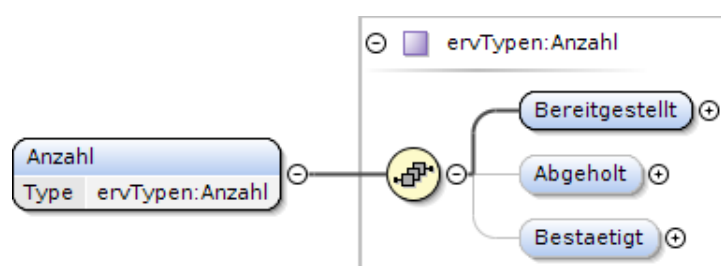 ervTypen:Anzahl
Bereitgestellt
Anzahl
Type ervTypen:Anzahl
Abgeholt
Bestaetigt